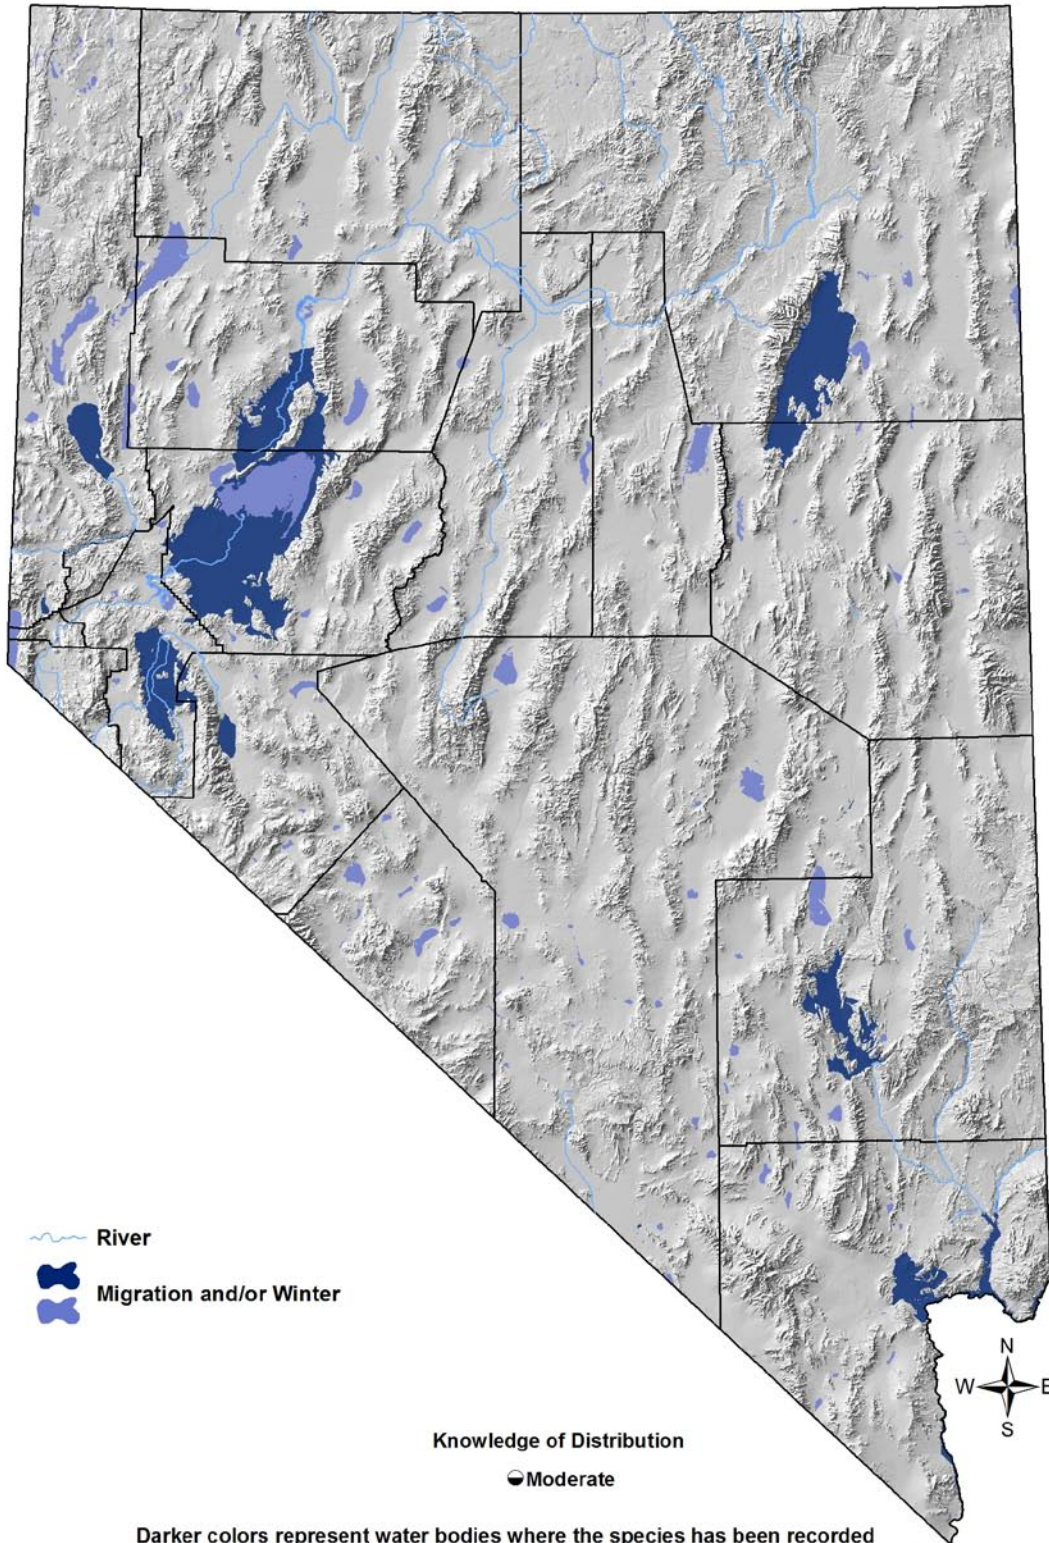 River
Migration and/or Winter
N
W E
S
Knowledge of Distribution
Moderate
Darker colors represent water bodies where the species has been recorded